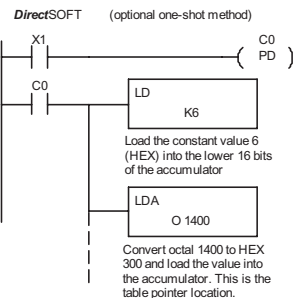 DirectSOFT (optional one-shot method)
X1
C0
PD
C0
LD
K6
Load the constant value 6
(HEX) into the lower 16 bits
of the accumulator
LDA
O 1400
Convert octal 1400 to HEX
300 and load the value into
the accumulator. This is the
table pointer location.